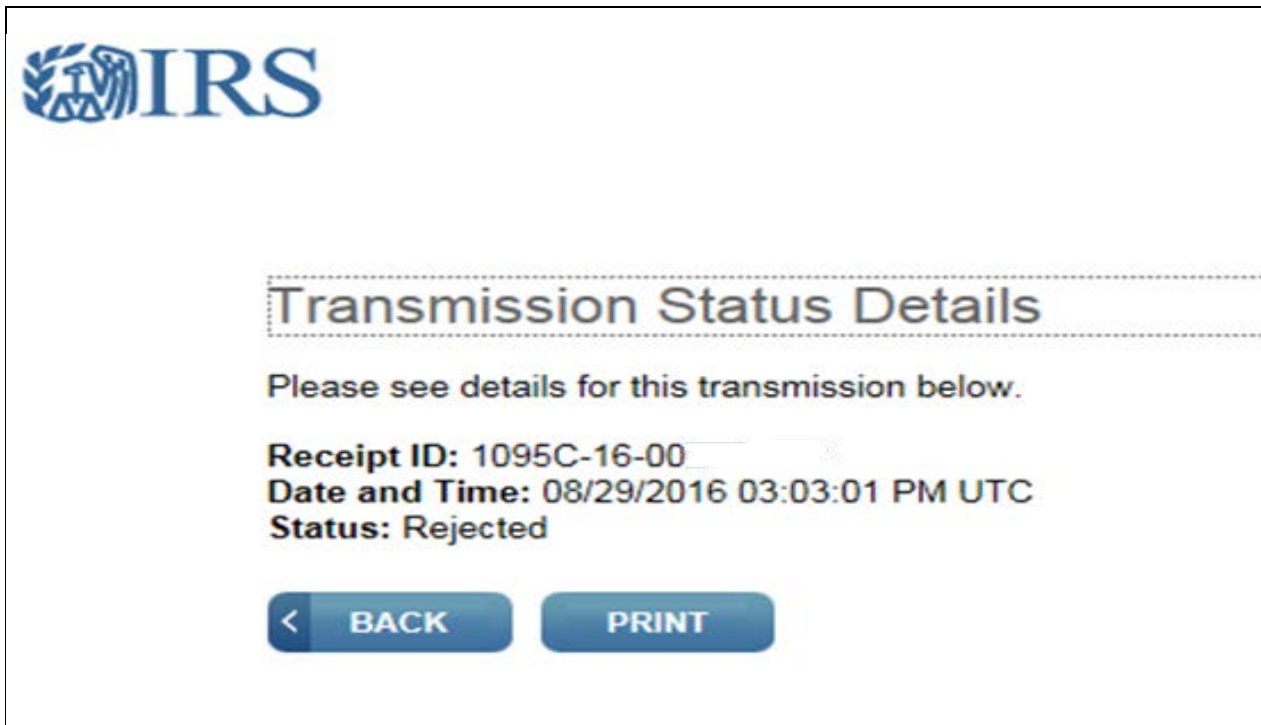 IRS
Transmission Status Details
Please see details for this transmission below.
Receipt ID: 1095C-16-00
Date and Time: 08/29/2016 03:03:01 PM UTC
Status: Rejected
< BACK PRINT